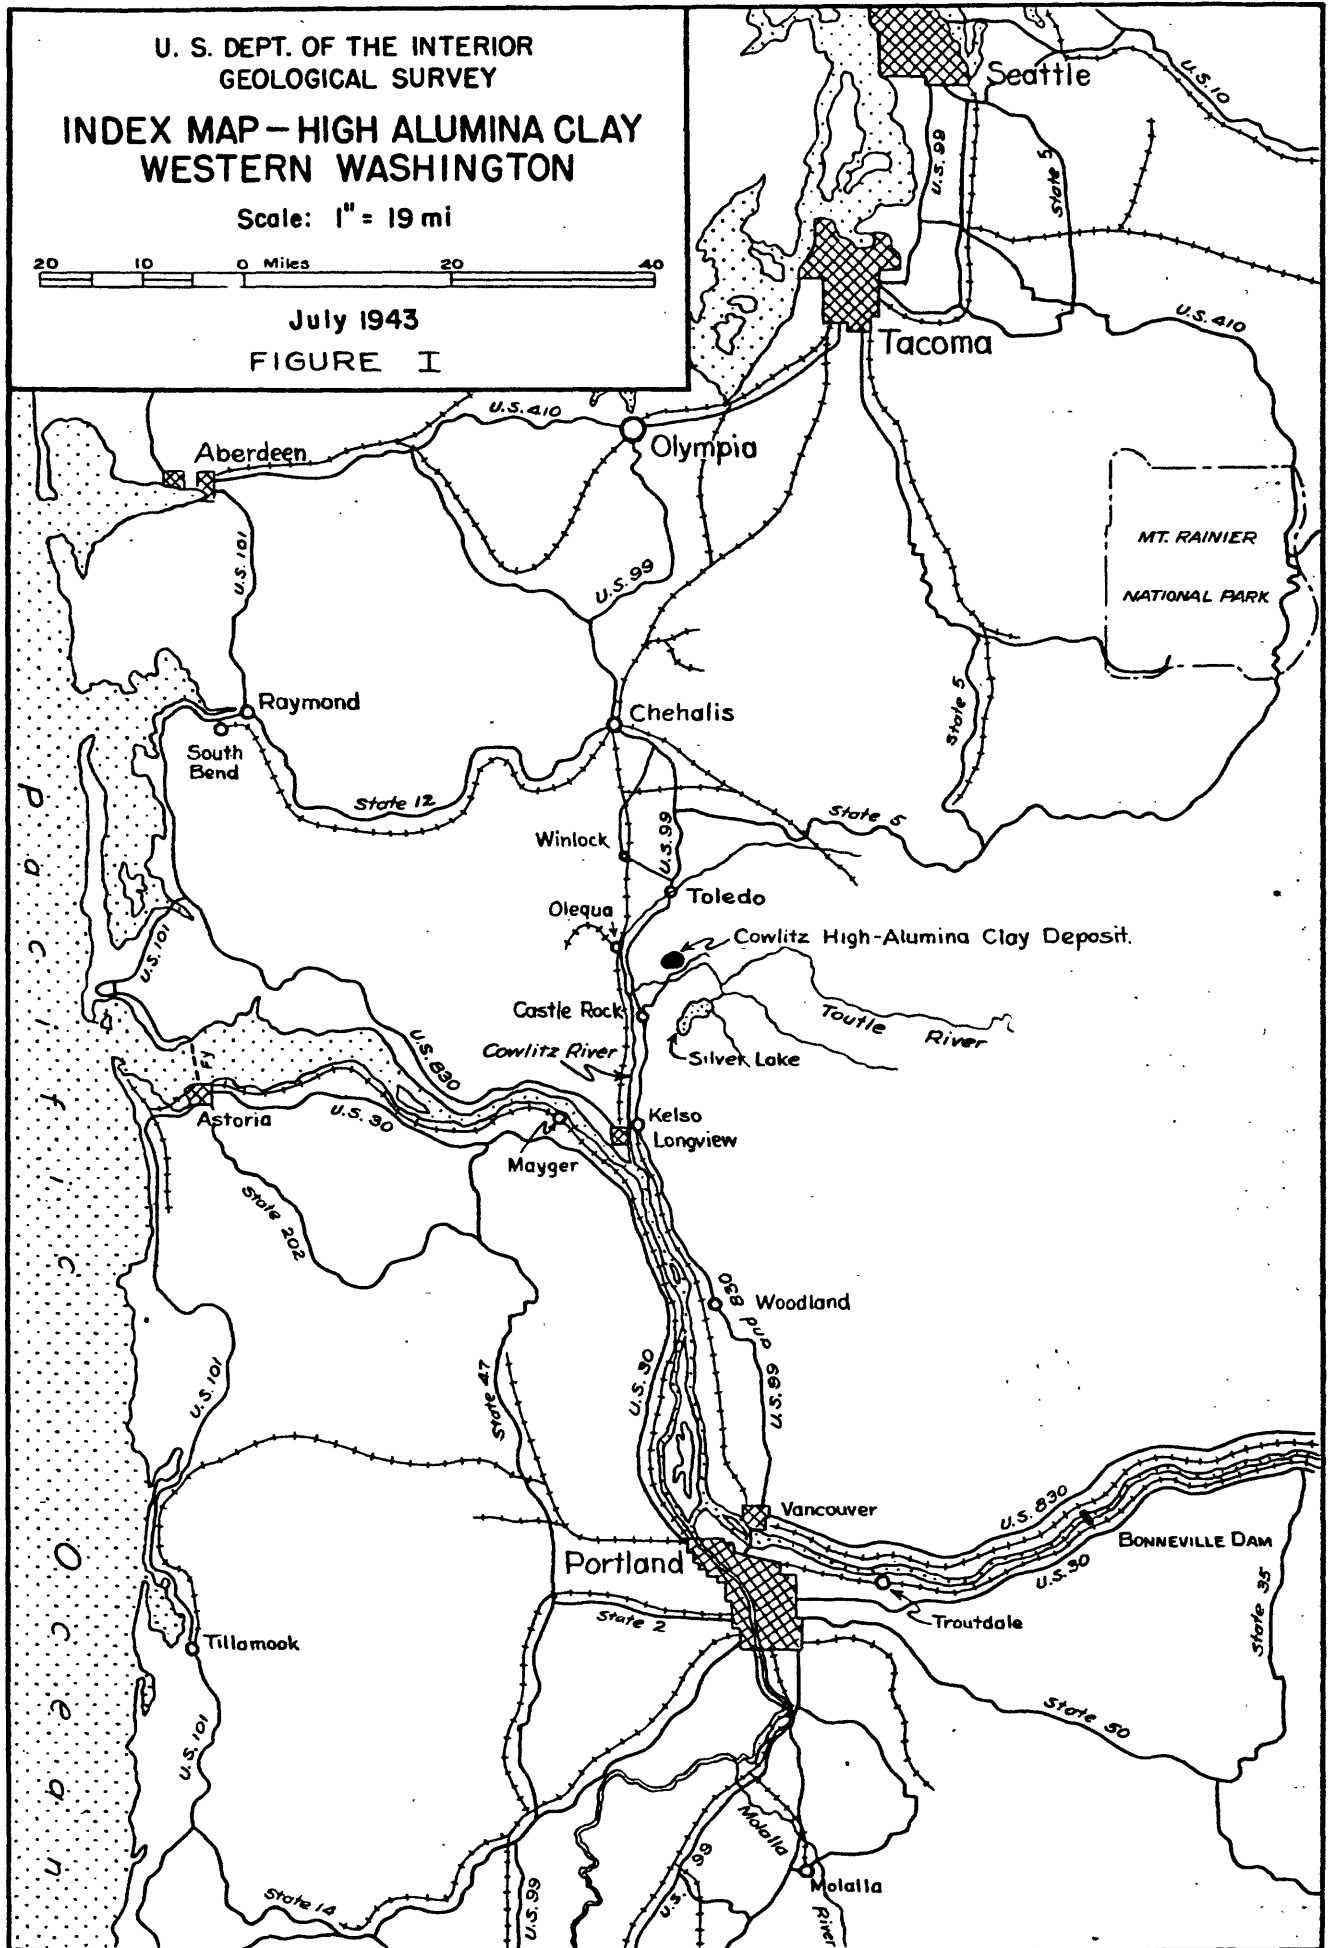 U. S. DEPT. OF THE INTERIOR
GEOLOGICAL SURVEY
INDEX MAP – HIGH ALUMINA CLAY
WESTERN WASHINGTON
Scale: 1" = 19 mi
20 10 0 Miles 20 40
July 1943
FIGURE I
Seattle
U.S. 10
U.S. 99
State 5
Tacoma
U.S. 410
U.S. 410
Olympia
Aberdeen
U.S. 101
U.S. 99
MT. RAINIER
NATIONAL PARK
State 5
Raymond
South
Bend
Chehalis
State 12
State 5
Winlock
U.S. 99
Toledo
Olequa
Cowlitz High-Alumina Clay Deposit.
U.S. 101
Castle Rock
Toutle
River
Cowlitz River
Silver Lake
U.S. 830
Fy
Astoria
U.S. 30
Kelso
Longview
Mayger
State 202
Woodland
U.S. 99 and 830
U.S. 30
State 47
U.S. 101
Vancouver
U.S. 830
BONNEVILLE DAM
U.S. 30
Portland
State 2
Troutdale
State 35
Tillamook
State 50
U.S. 101
Molalla
River
Molalla
U.S. 99
U.S. 99
State 14
Pacific Ocean